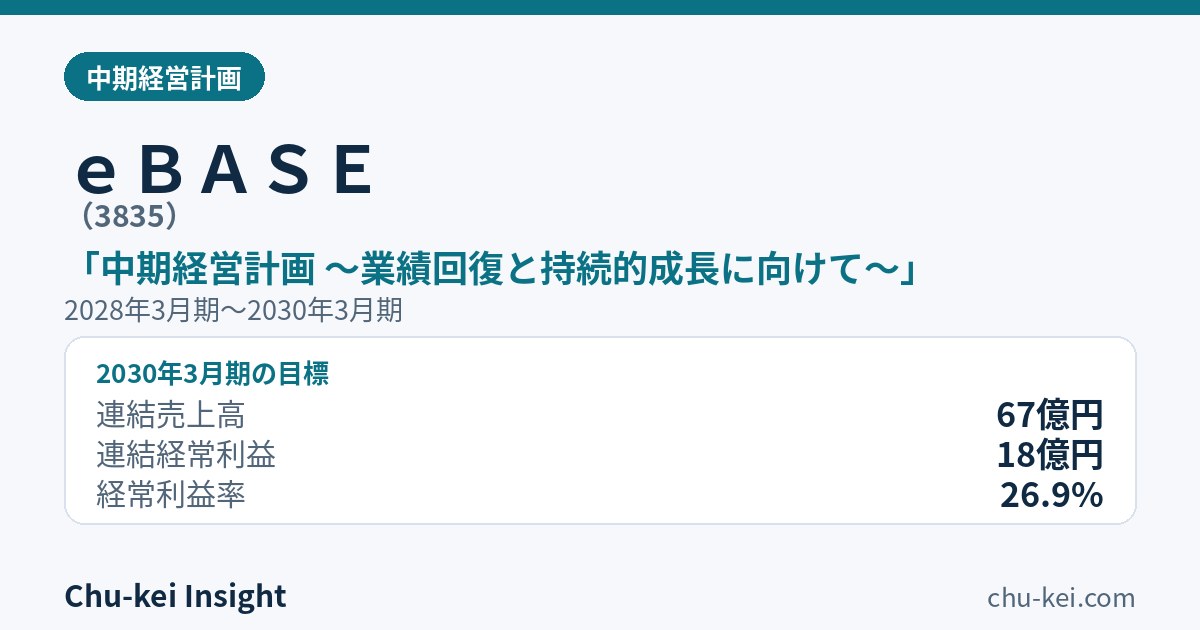 中期経営計画
ｅＢＡＳＥ
（3835）
「中期経営計画 ～業績回復と持続的成長に向けて～」
2028年3月期～2030年3月期
2030年3月期の目標
連結売上高 67億円
連結経常利益 18億円
経常利益率 26.9%
Chu-kei Insight chu-kei.com